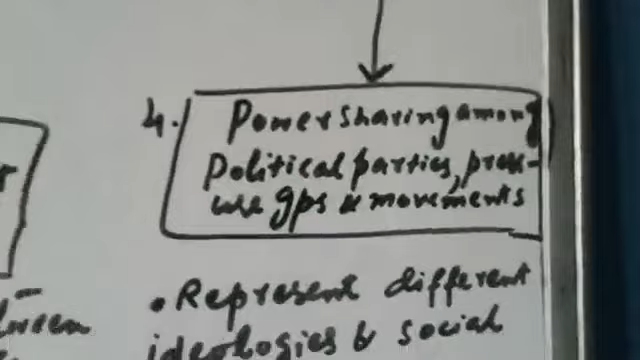 4.
Power sharing among
Political parties, press-
ure gps & movements
• Represent different
ideologies & social